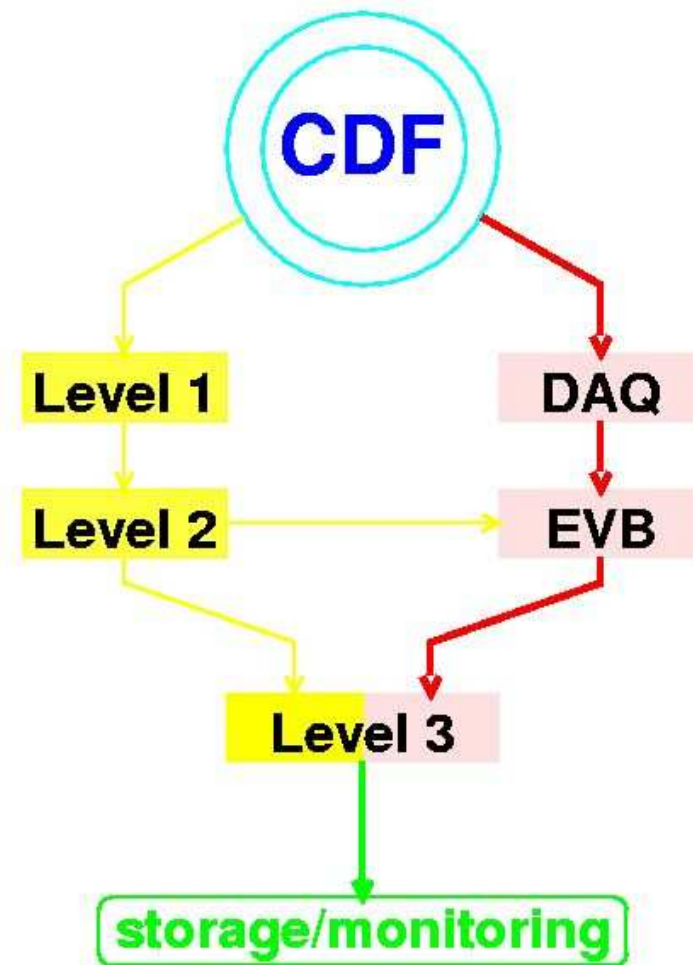 CDF
Level 1
DAQ
Level 2
EVB
Level 3
storage/monitoring